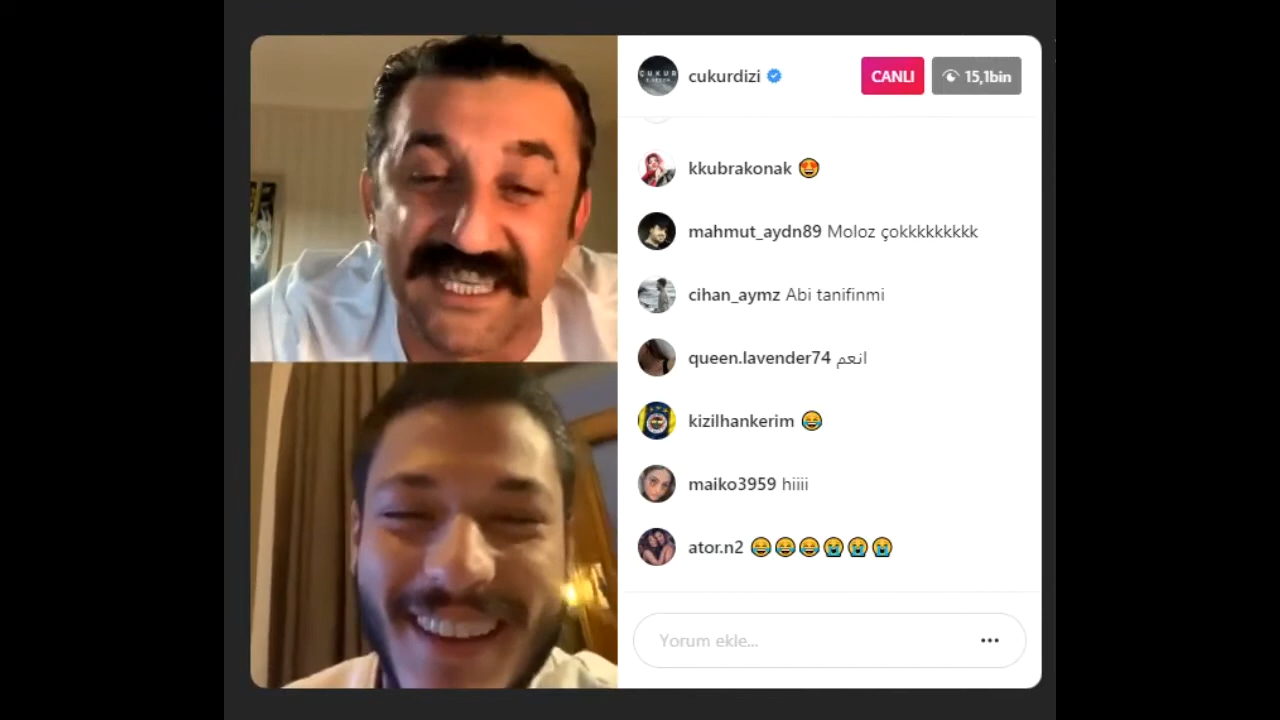 cukurdizi
CANLI
15,1bin
kkubrakonak 😍
mahmut_aydn89 Moloz çokkkkkkkkk
cihan_aymz Abi tanifinmi
queen.lavender74 انعم
kizilhankerim 😂
maiko3959 hiiii
ator.n2 😂😂😂😭😭😭
Yorum ekle...